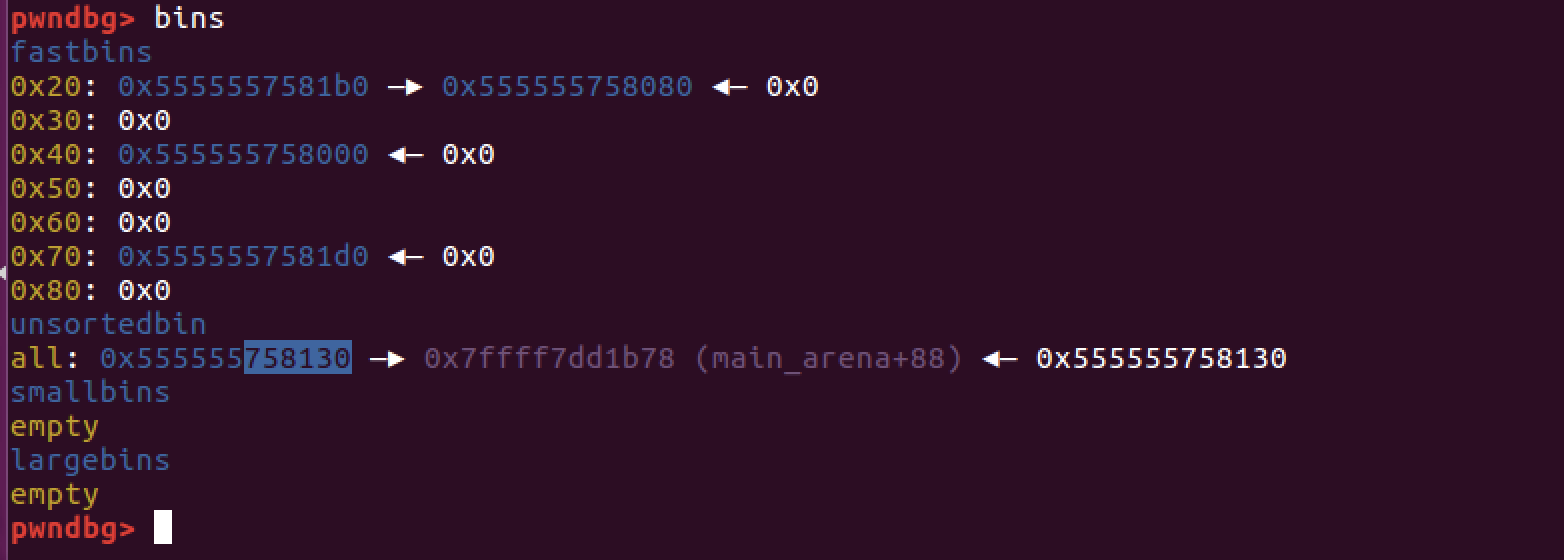 pwndbg> bins
fastbins
0x20: 0x5555557581b0 —▸ 0x555555758080 ◂— 0x0
0x30: 0x0
0x40: 0x555555758000 ◂— 0x0
0x50: 0x0
0x60: 0x0
0x70: 0x5555557581d0 ◂— 0x0
0x80: 0x0
unsortedbin
all: 0x555555758130 —▸ 0x7ffff7dd1b78 (main_arena+88) ◂— 0x555555758130
smallbins
empty
largebins
empty
pwndbg>